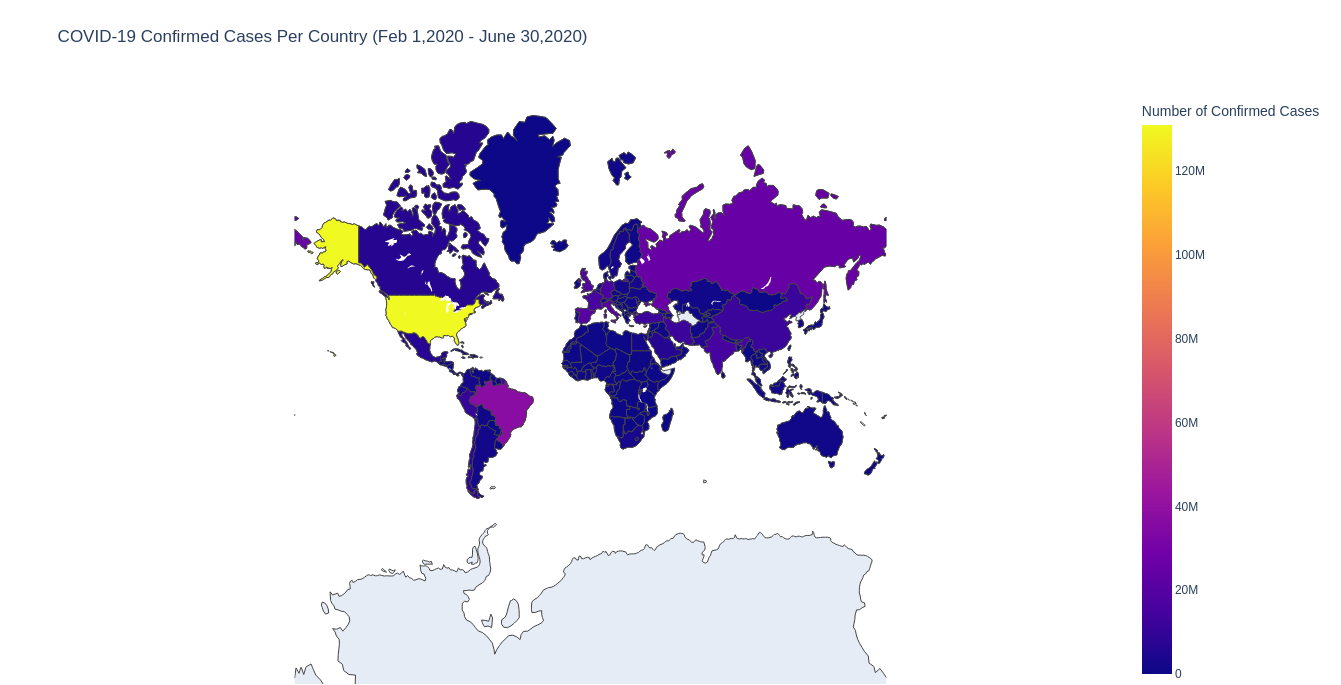 COVID-19 Confirmed Cases Per Country (Feb 1,2020 - June 30,2020)
Number of Confirmed Cases
120M
100M
80M
60M
40M
20M
0